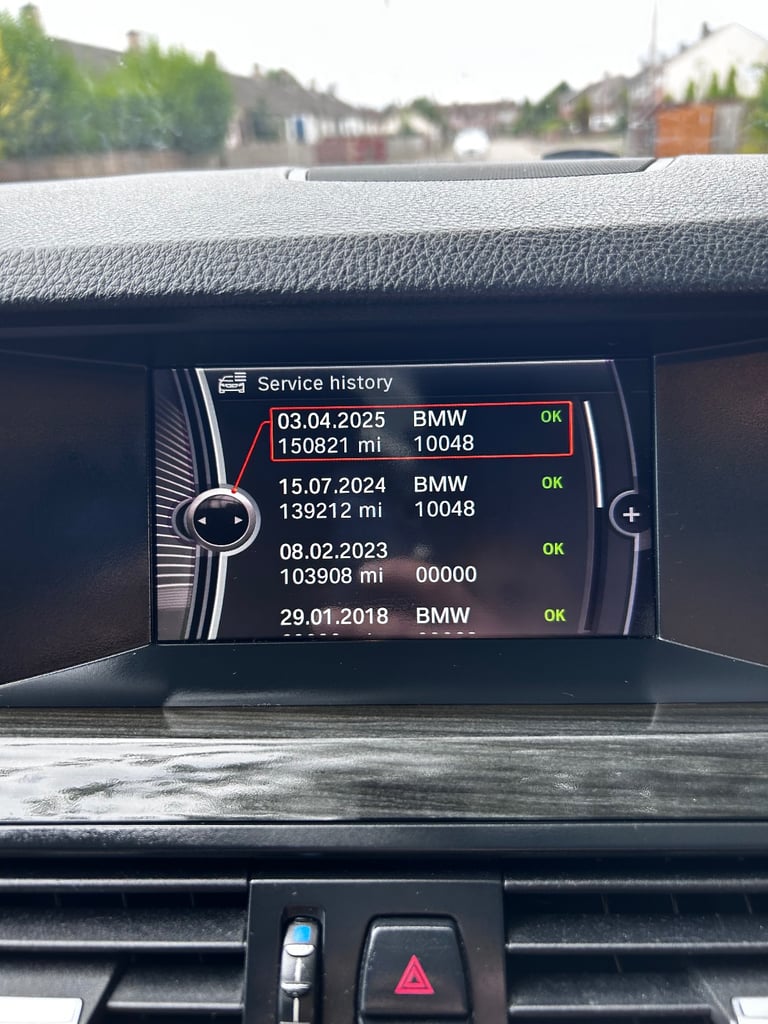 Service history
03.04.2025 BMW OK
150821 mi 10048
15.07.2024 BMW OK
139212 mi 10048
08.02.2023 OK
103908 mi 00000
29.01.2018 BMW OK